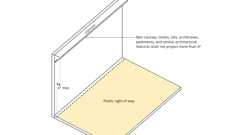 Belt courses, lintels, sills, architraves,
pediments, and similar architectural
features shall not project more than 4"
4" max
Public right-of-way